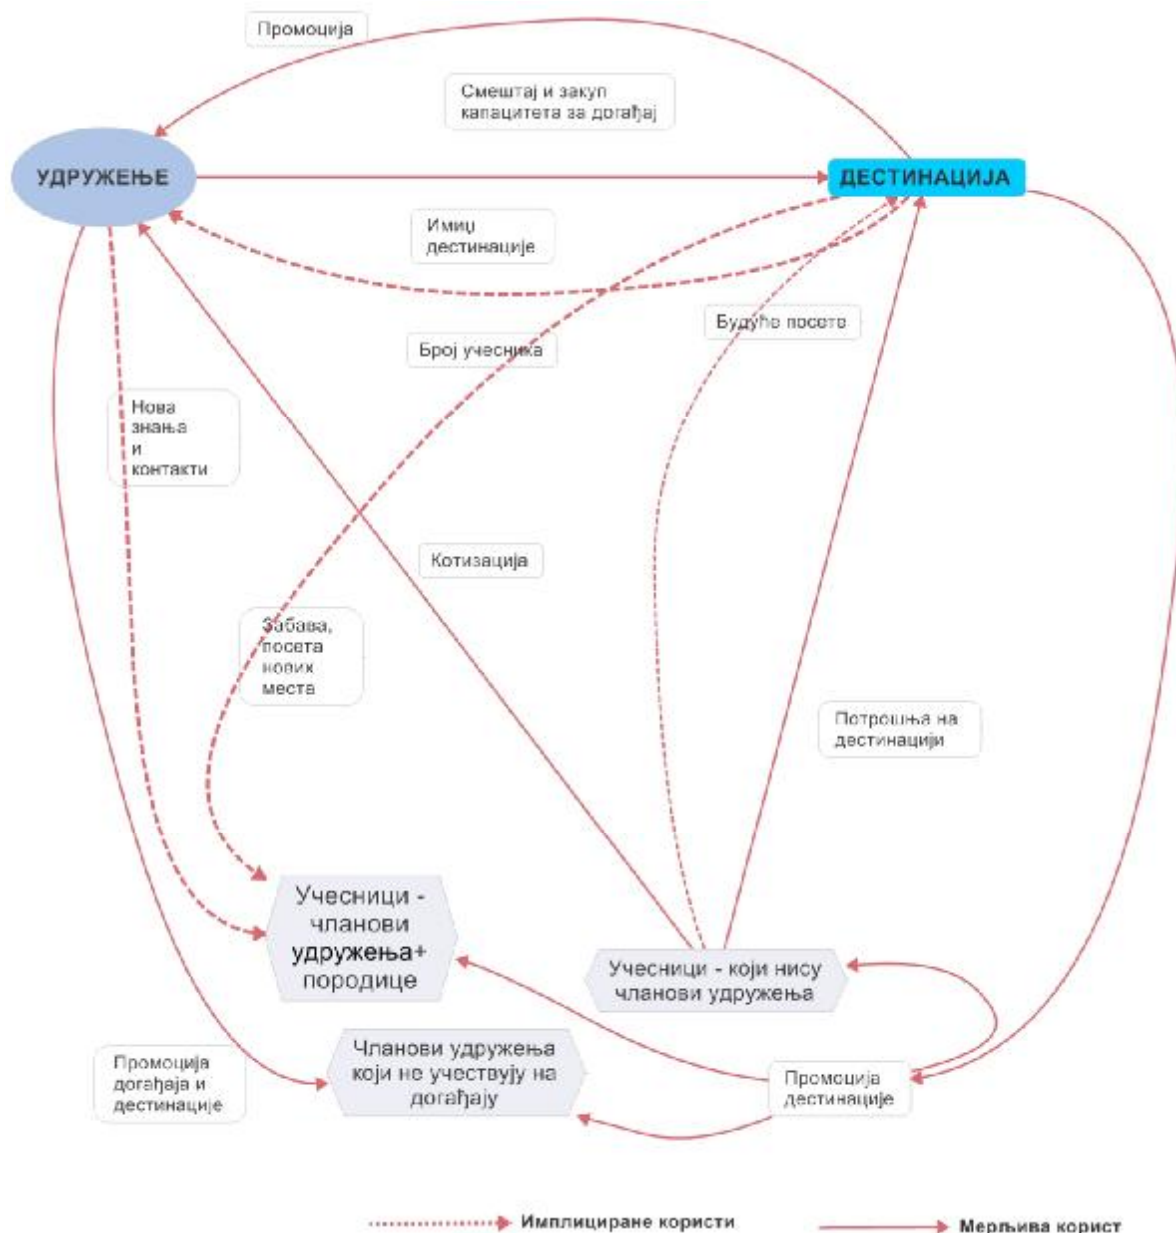 Промоција
Смештај и закуп
капацитета за догађај
УДРУЖЕЊЕ
ДЕСТИНАЦИЈА
Имиџ
дестинације
Будуће посете
Број учесника
Нова
знања
и
контакти
Котизација
Забава,
посета
нових
места
Потрошња на
дестинацији
Учесници -
чланови
удружења+
породице
Учесници - који нису
чланови удружења
Чланови удружења
који не учествују на
догађају
Промоција
догађаја и
дестинације
Промоција
дестинације
Имплициране користи
Мерљива корист